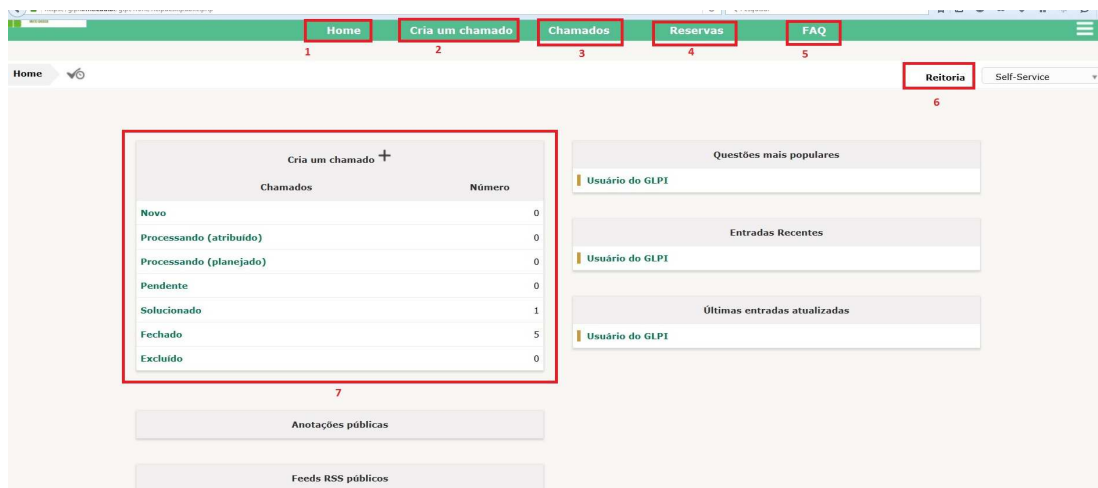 Home Cria um chamado Chamados Reservas FAQ
1 2 3 4 5
Home Reitoria Self-Service
6
Cria um chamado +
Chamados Número
Novo 0
Processando (atribuído) 0
Processando (planejado) 0
Pendente 0
Solucionado 1
Fechado 5
Excluído 0
7
Anotações públicas
Feeds RSS públicos
Questões mais populares
Usuário do GLPI
Entradas Recentes
Usuário do GLPI
Últimas entradas atualizadas
Usuário do GLPI